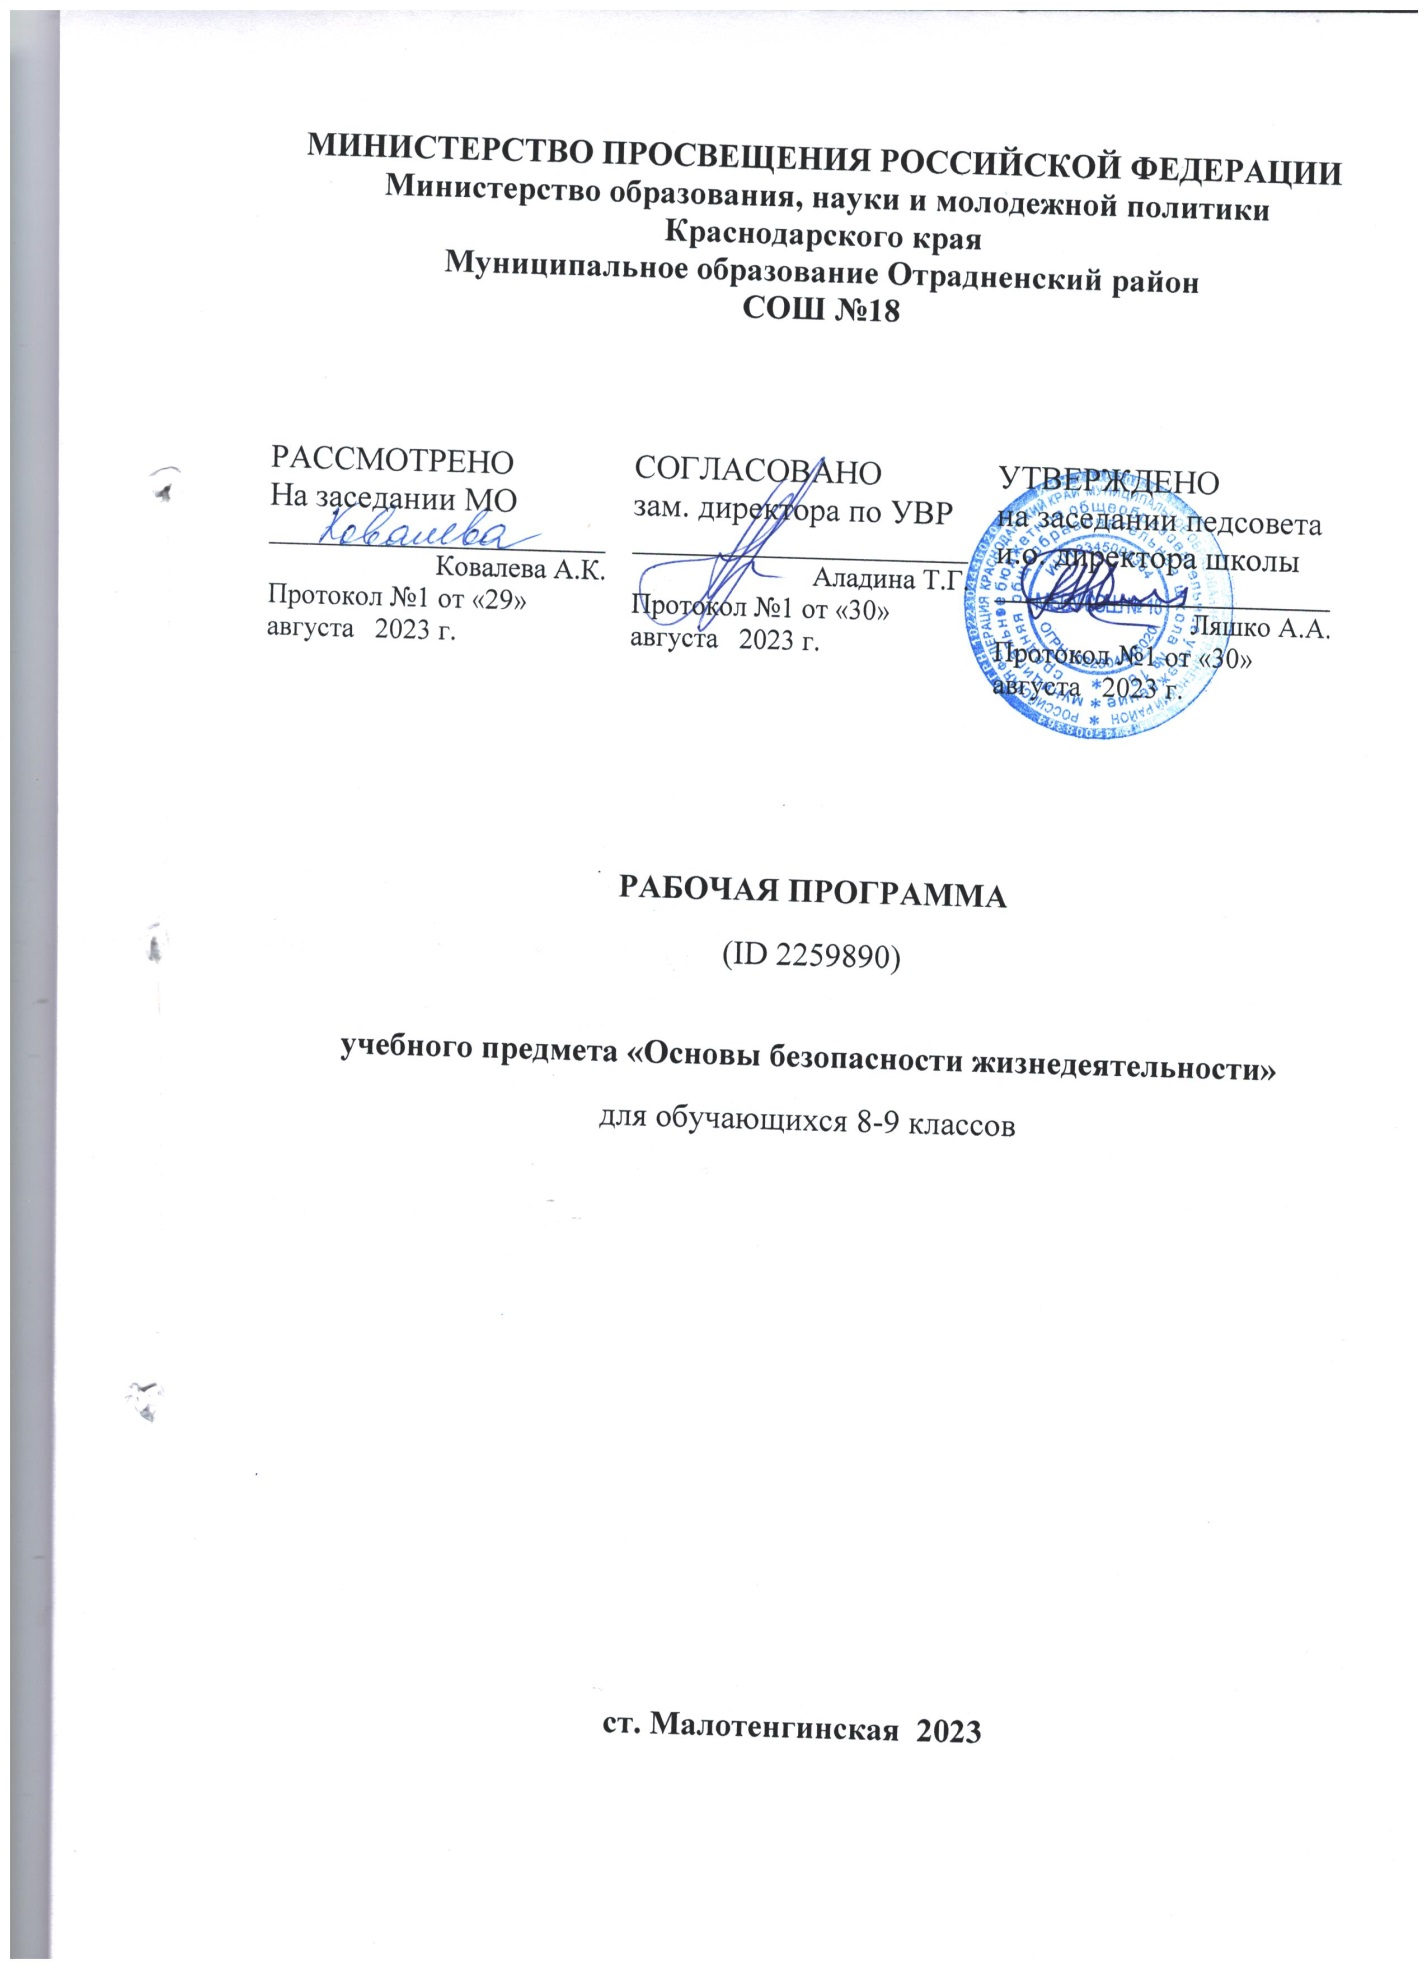 МИНИСТЕРСТВО ПРОСВЕЩЕНИЯ РОССИЙСКОЙ ФЕДЕРАЦИИ
Министерство образования, науки и молодежной политики
Краснодарского края
Муниципальное образование Отрадненский район
СОШ №18
РАССМОТРЕНО
На заседании МО
Ковалева
Ковалева А.К.
Протокол №1 от «29»
августа 2023 г.
СОГЛАСОВАНО
зам. директора по УВР
Аладина Т.Г
Протокол №1 от «30»
августа 2023 г.
УТВЕРЖДЕНО
на заседании педсовета
и.о. директора школы
Ляшко А.А.
Протокол №1 от «30»
августа 2023 г.
РАБОЧАЯ ПРОГРАММА
(ID 2259890)
учебного предмета «Основы безопасности жизнедеятельности»
для обучающихся 8-9 классов
ст. Малотенгинская 2023